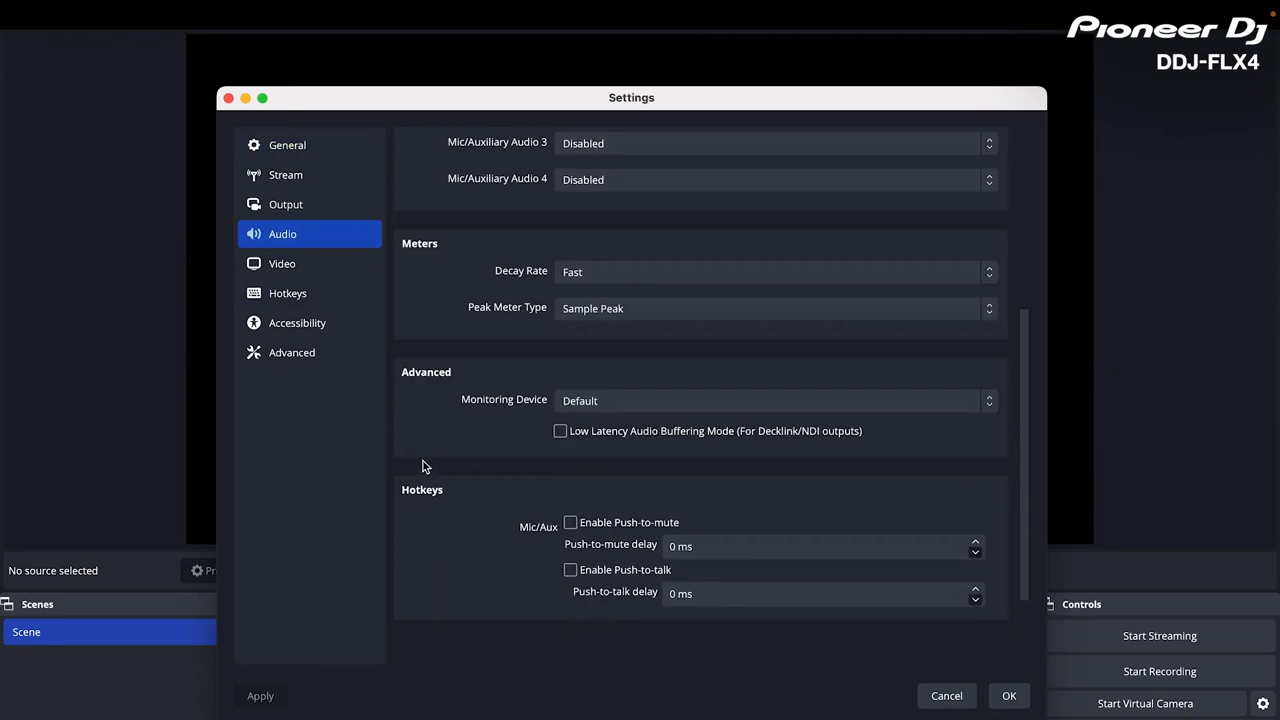 Pioneer Dj
DDJ-FLX4
Settings
General
Stream
Output
Audio
Video
Hotkeys
Accessibility
Advanced
Mic/Auxiliary Audio 3 Disabled
Mic/Auxiliary Audio 4 Disabled
Meters
Decay Rate Fast
Peak Meter Type Sample Peak
Advanced
Monitoring Device Default
Low Latency Audio Buffering Mode (For Decklink/NDI outputs)
Hotkeys
Mic/Aux Enable Push-to-mute
Push-to-mute delay 0 ms
Enable Push-to-talk
Push-to-talk delay 0 ms
Apply
Cancel
OK
No source selected
Pr
Scenes
Scene
Controls
Start Streaming
Start Recording
Start Virtual Camera